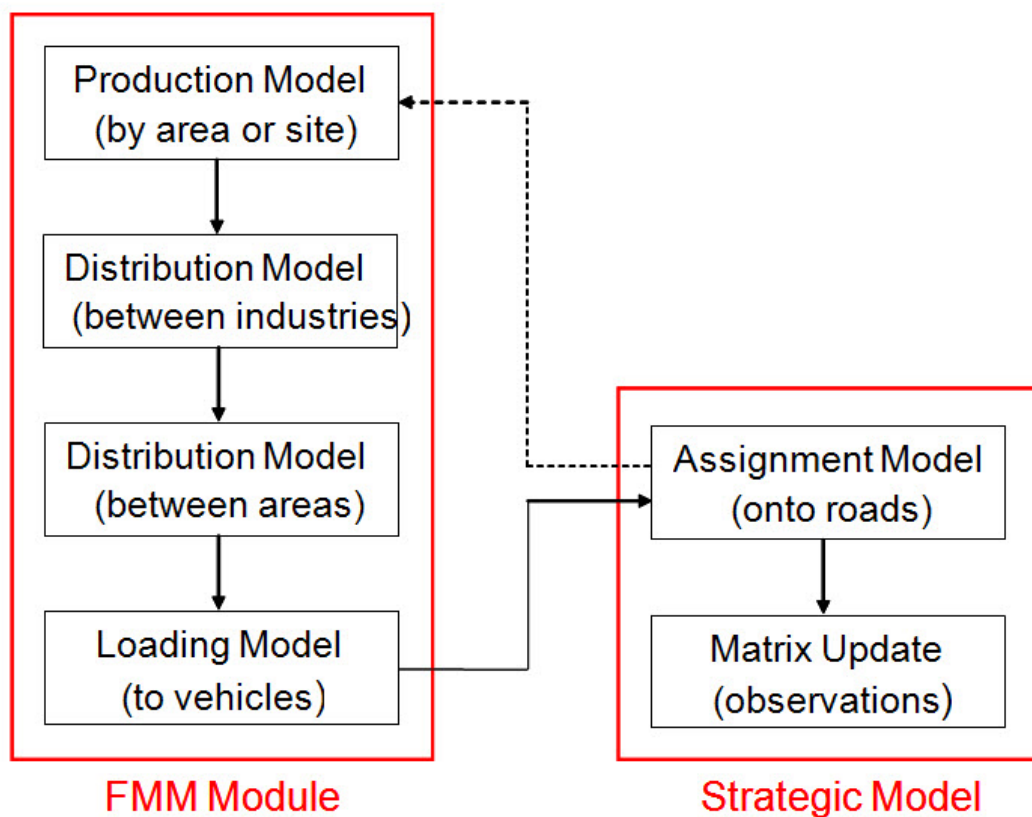 Production Model
(by area or site)
Distribution Model
(between industries)
Distribution Model
(between areas)
Loading Model
(to vehicles)
FMM Module
Assignment Model
(onto roads)
Matrix Update
(observations)
Strategic Model